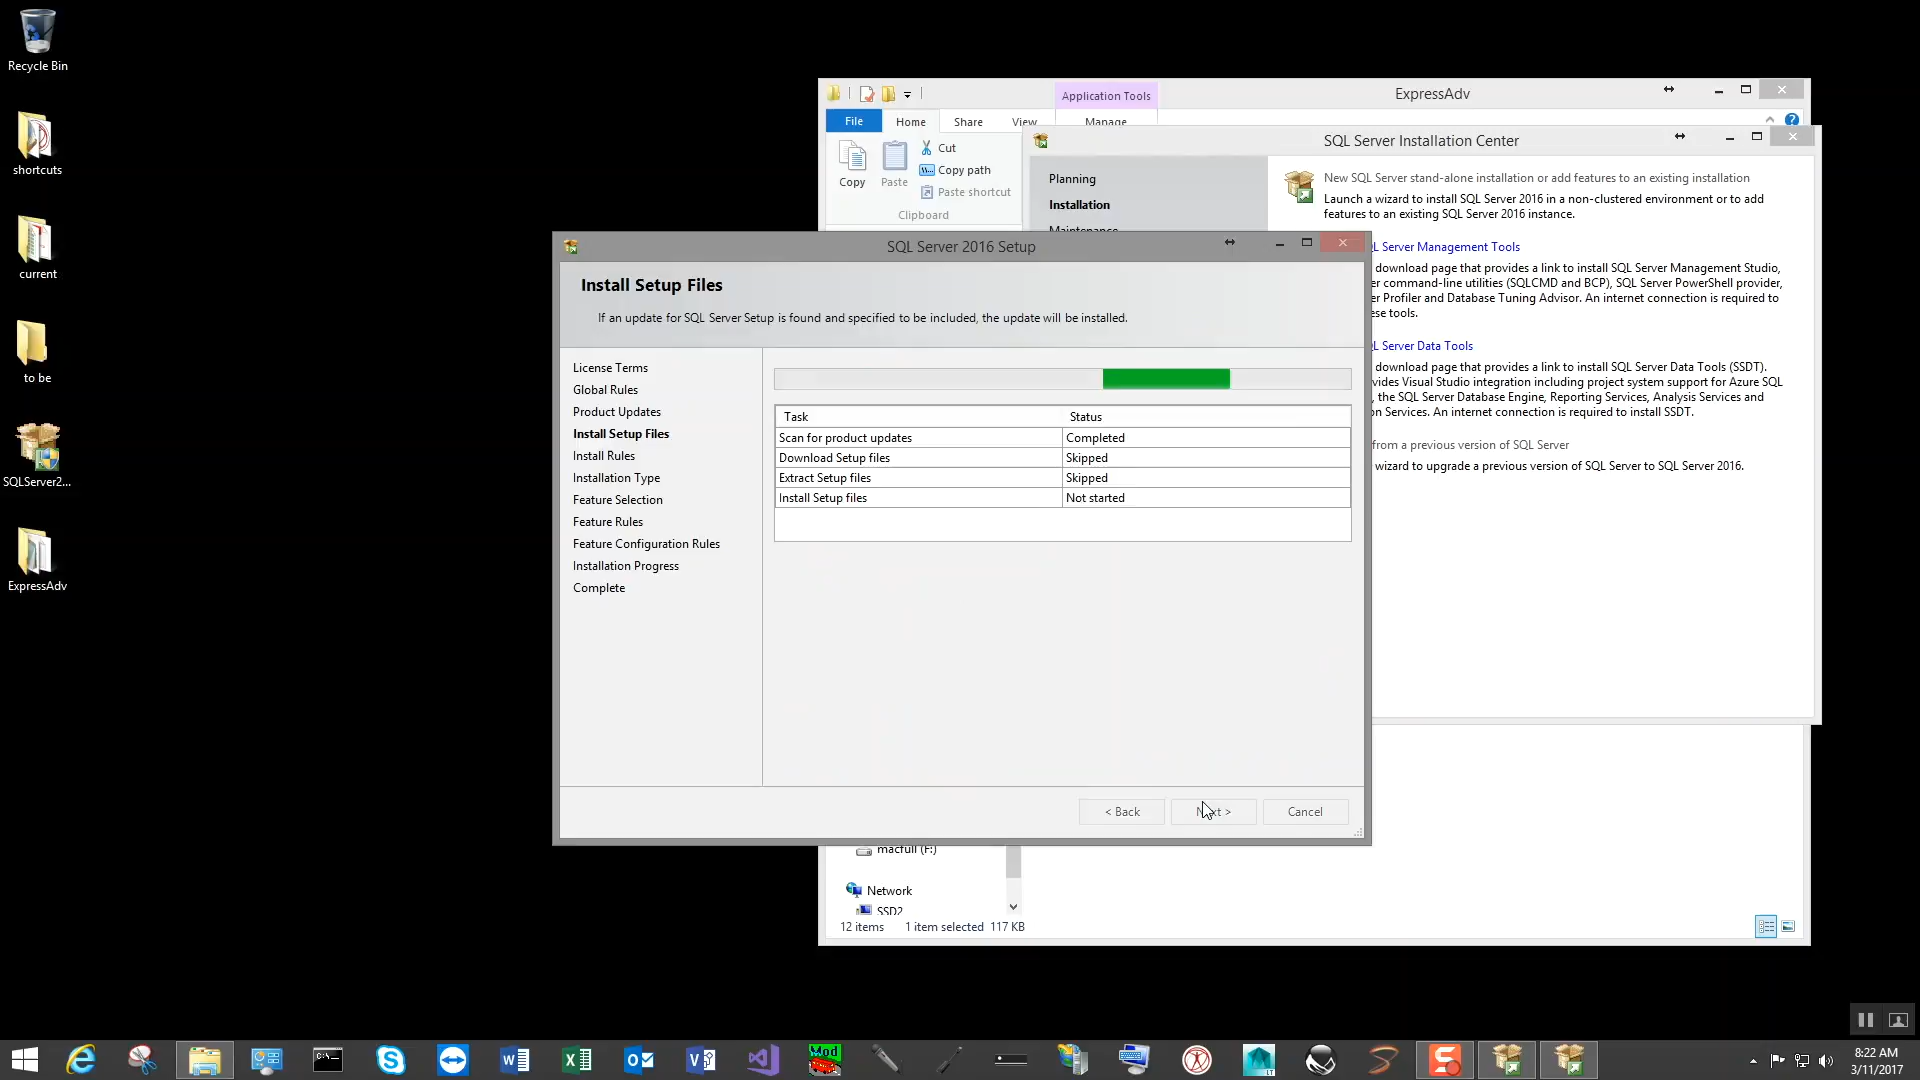 Recycle Bin
shortcuts
current
to be
SQLServer2...
ExpressAdv
Application Tools
ExpressAdv
File
Home
Share
View
Manage
Copy
Paste
Cut
Copy path
Paste shortcut
Clipboard
SQL Server Installation Center
Planning
Installation
Maintenance
New SQL Server stand-alone installation or add features to an existing installation
Launch a wizard to install SQL Server 2016 in a non-clustered environment or to add
features to an existing SQL Server 2016 instance.
L Server Management Tools
download page that provides a link to install SQL Server Management Studio,
er command-line utilities (SQLCMD and BCP), SQL Server PowerShell provider,
er Profiler and Database Tuning Advisor. An internet connection is required to
ese tools.
L Server Data Tools
download page that provides a link to install SQL Server Data Tools (SSDT).
vides Visual Studio integration including project system support for Azure SQL
, the SQL Server Database Engine, Reporting Services, Analysis Services and
on Services. An internet connection is required to install SSDT.
from a previous version of SQL Server
wizard to upgrade a previous version of SQL Server to SQL Server 2016.
SQL Server 2016 Setup
Install Setup Files
If an update for SQL Server Setup is found and specified to be included, the update will be installed.
License Terms
Global Rules
Product Updates
Install Setup Files
Install Rules
Installation Type
Feature Selection
Feature Rules
Feature Configuration Rules
Installation Progress
Complete
Task Status
Scan for product updates Completed
Download Setup files Skipped
Extract Setup files Skipped
Install Setup files Not started
< Back
Next >
Cancel
macfull (F:)
Network
SSD2
12 items 1 item selected 117 KB
Mod
LT
8:22 AM
3/11/2017